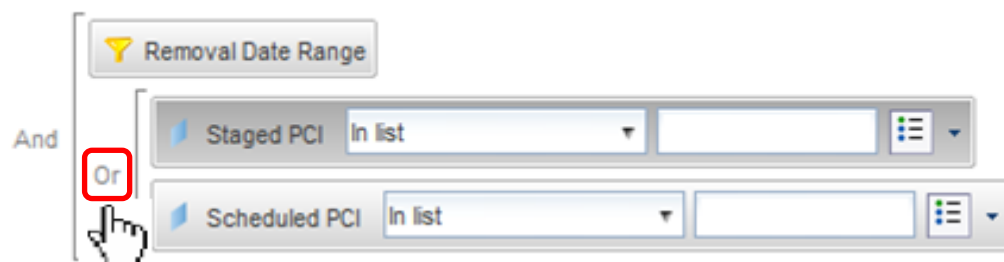 Removal Date Range
And
Staged PCI In list
Or
Scheduled PCI In list